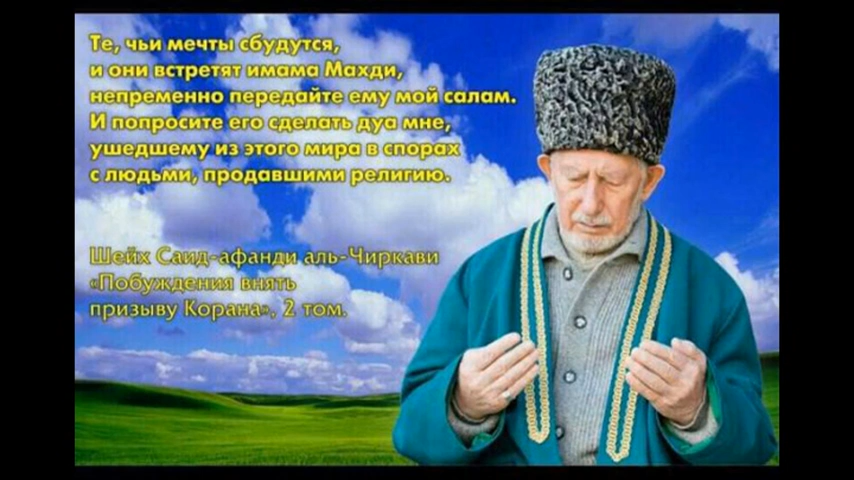 Те, чьи мечты сбудутся,
и они встретят имама Махди,
непременно передайте ему мой салам.
И попросите его сделать дуа мне,
ушедшему из этого мира в спорах
с людьми, продавшими религию.
Шейх Саид-афанди аль-Чиркави
«Побуждения внять
призыву Корана», 2 том.